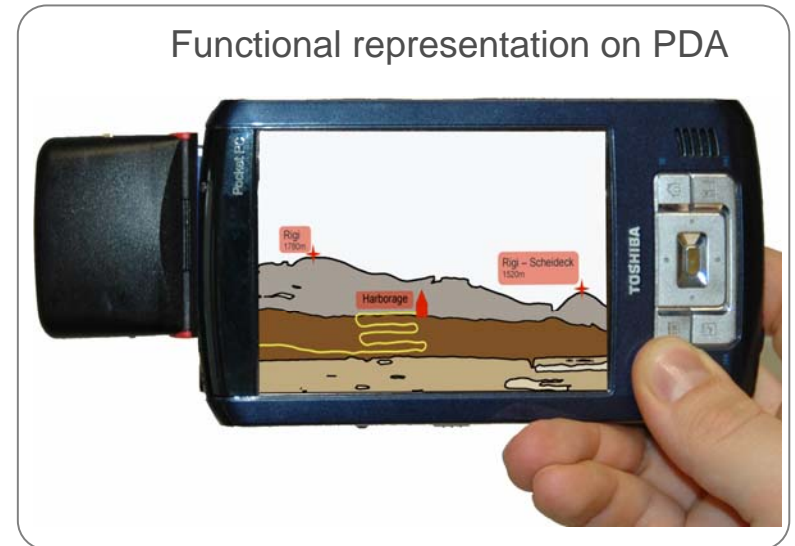 Functional representation on PDA
Pocket PC
Rigi
1780m
Rigi – Scheideck
1520m
Harborage
TOSHIBA